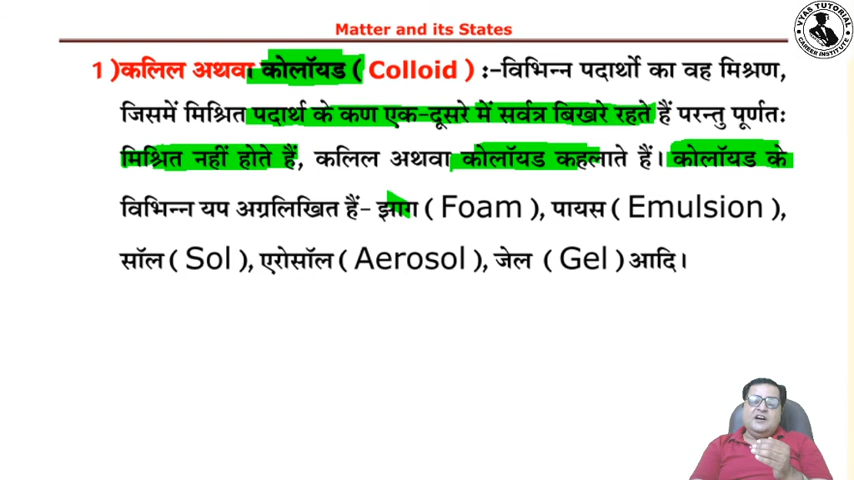 Matter and its States
VYAS TUTORIAL
CAREER INSTITUTE
1)कलिल अथवा कोलॉयड ( Colloid ) :-विभिन्न पदार्थो का वह मिश्रण,
जिसमें मिश्रित पदार्थ के कण एक-दूसरे में सर्वत्र बिखरे रहते हैं परन्तु पूर्णतः
मिश्रित नहीं होते हैं, कलिल अथवा कोलॉयड कहलाते हैं। कोलॉयड के
विभिन्न यप अग्रलिखित हैं- झाग ( Foam ), पायस ( Emulsion ),
सॉल ( Sol ), एरोसॉल ( Aerosol ), जेल ( Gel ) आदि।